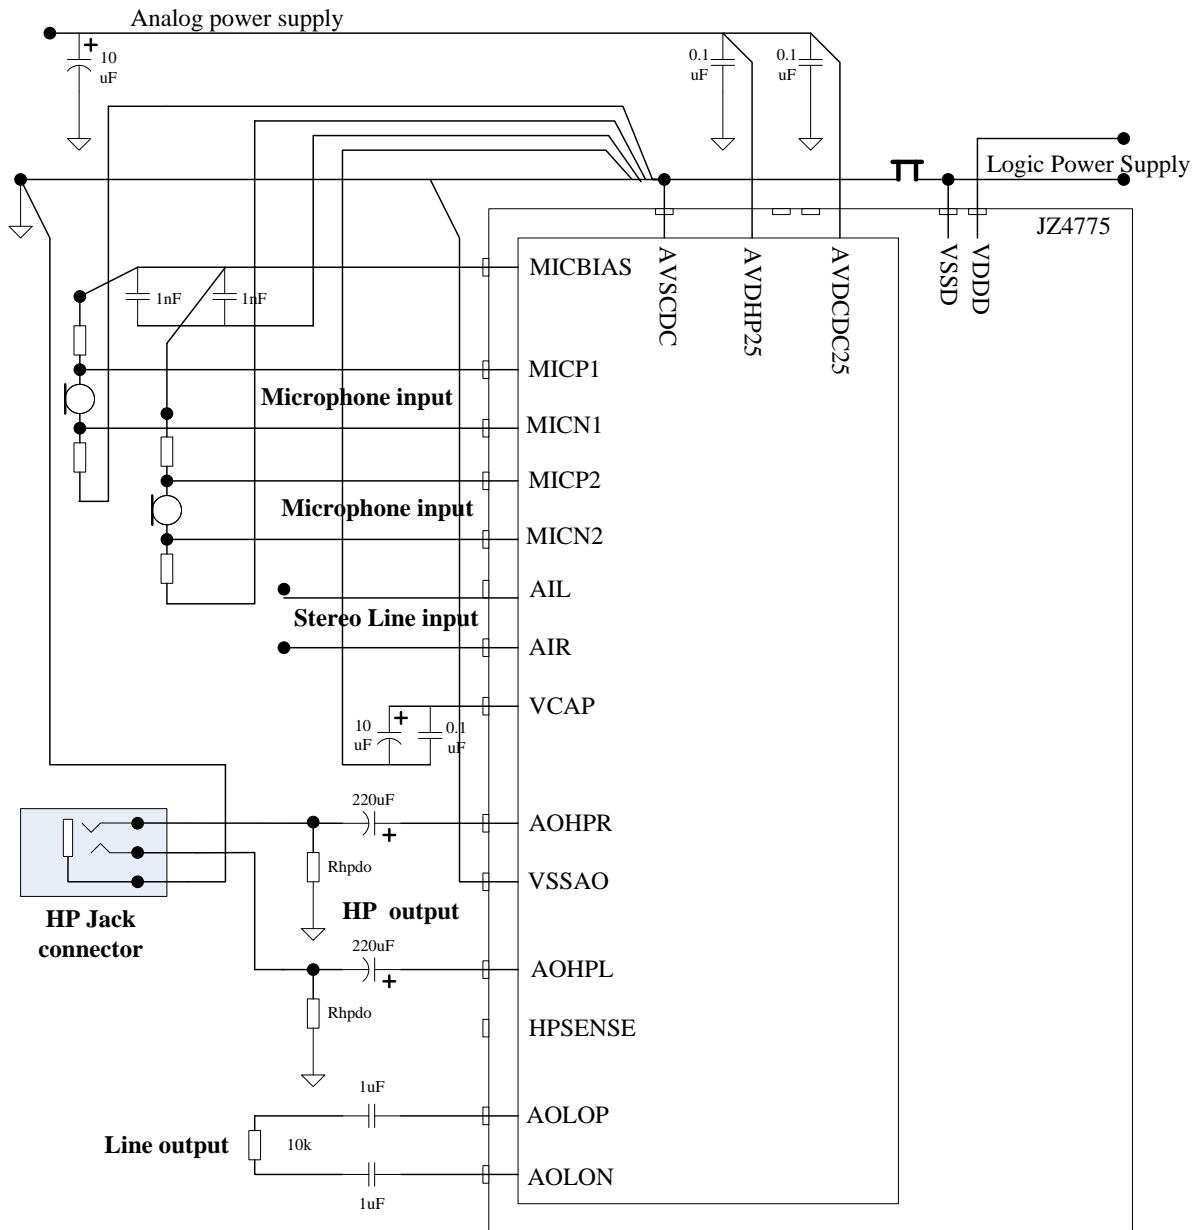 Analog power supply
10
uF
0.1
uF
0.1
uF
Logic Power Supply
JZ4775
AVSCDC
AVDHP25
AVDCDC25
VSSD
VDDD
MICBIAS
1nF
1nF
MICP1
Microphone input
MICN1
MICP2
Microphone input
MICN2
AIL
Stereo Line input
AIR
VCAP
10
uF
0.1
uF
220uF
AOHPR
Rhpdo
VSSAO
HP output
HP Jack
connector
220uF
AOHPL
Rhpdo
HPSENSE
1uF
AOLOP
Line output
10k
AOLON
1uF